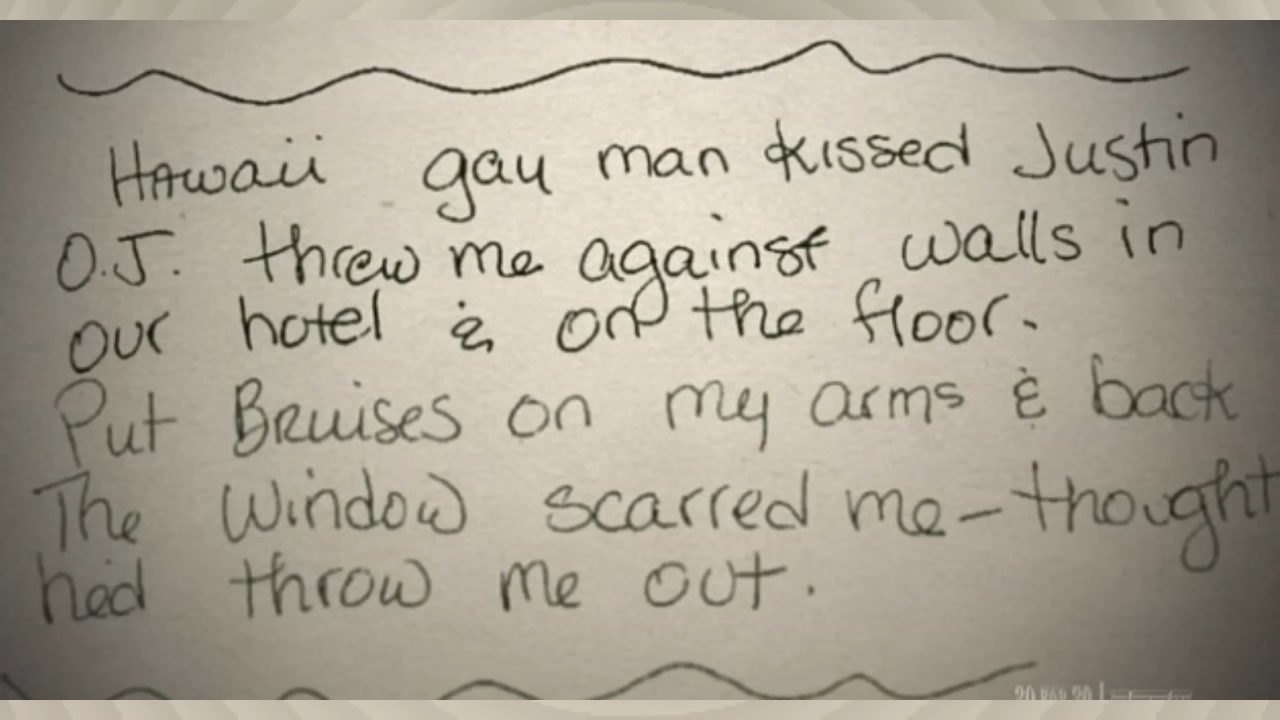 Hawaii gay man kissed Justin
O.J. threw me against walls in
our hotel & on the floor.
Put Bruises on my arms & back
The window scarred me - thought
hed throw me out.